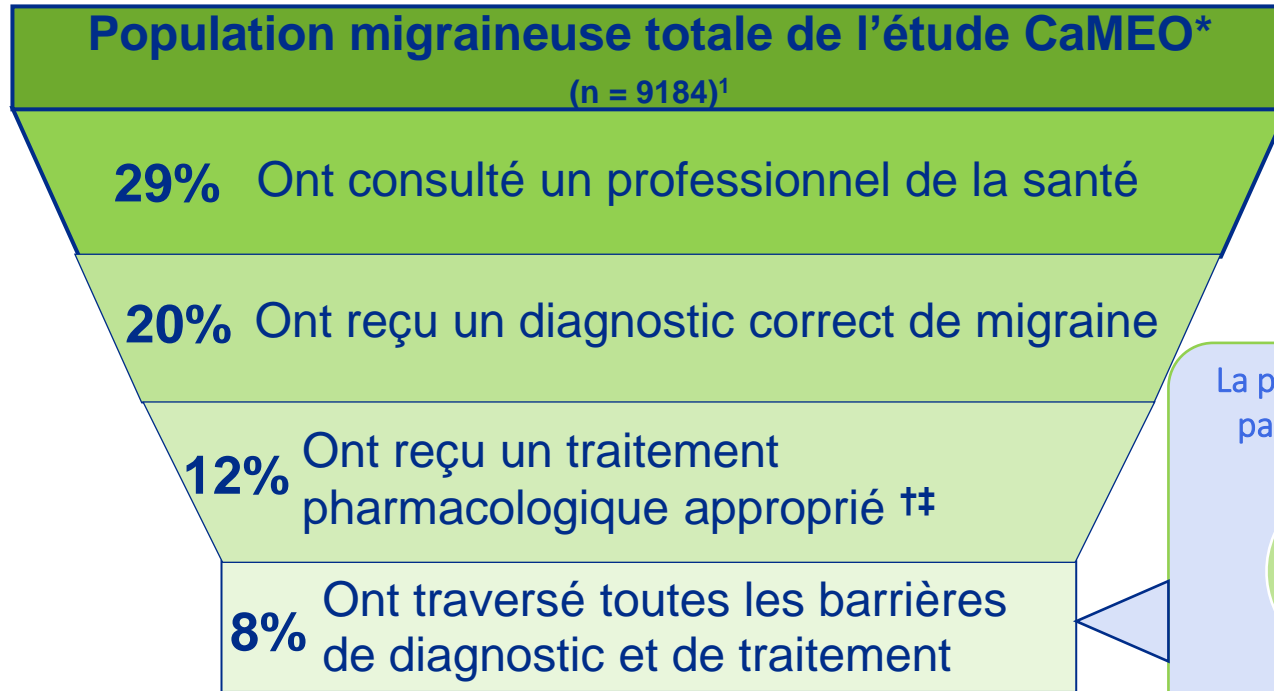 Population migraineuse totale de l’étude CaMEO*
(n = 9184)¹
29% Ont consulté un professionnel de la santé
20% Ont reçu un diagnostic correct de migraine
12% Ont reçu un traitement
pharmacologique approprié †‡
8% Ont traversé toutes les barrières
de diagnostic et de traitement
La p
pa